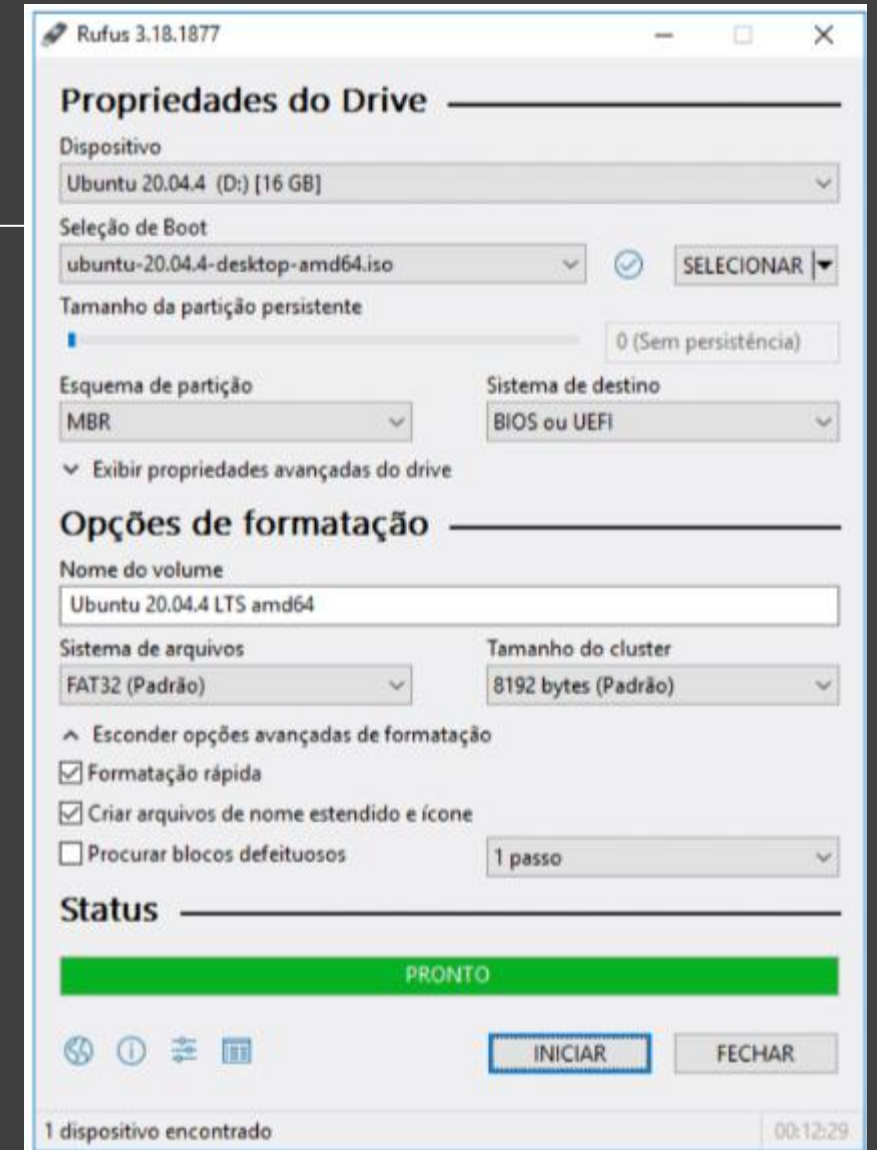 Rufus 3.18.1877
Propriedades do Drive
Dispositivo
Ubuntu 20.04.4 (D:) [16 GB]
Seleção de Boot
ubuntu-20.04.4-desktop-amd64.iso SELECIONAR
Tamanho da partição persistente
0 (Sem persistência)
Esquema de partição Sistema de destino
MBR BIOS ou UEFI
Exibir propriedades avançadas do drive
Opções de formatação
Nome do volume
Ubuntu 20.04.4 LTS amd64
Sistema de arquivos Tamanho do cluster
FAT32 (Padrão) 8192 bytes (Padrão)
Esconder opções avançadas de formatação
Formatação rápida
Criar arquivos de nome estendido e ícone
Procurar blocos defeituosos 1 passo
Status
PRONTO
INICIAR FECHAR
1 dispositivo encontrado 00:12:29